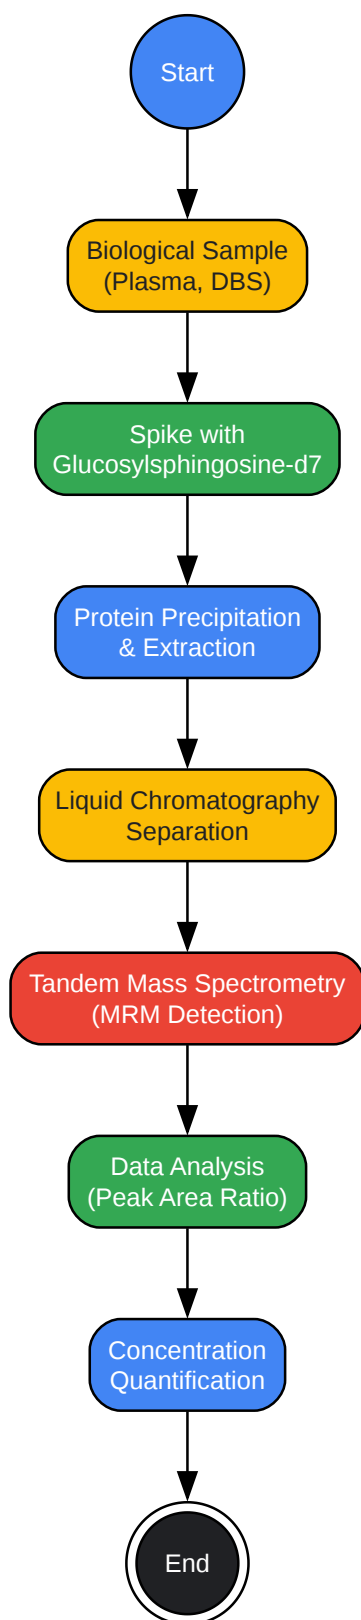 Start
Biological Sample
(Plasma, DBS)
Spike with
Glucosylsphingosine-d7
Protein Precipitation
& Extraction
Liquid Chromatography
Separation
Tandem Mass Spectrometry
(MRM Detection)
Data Analysis
(Peak Area Ratio)
Concentration
Quantification
End